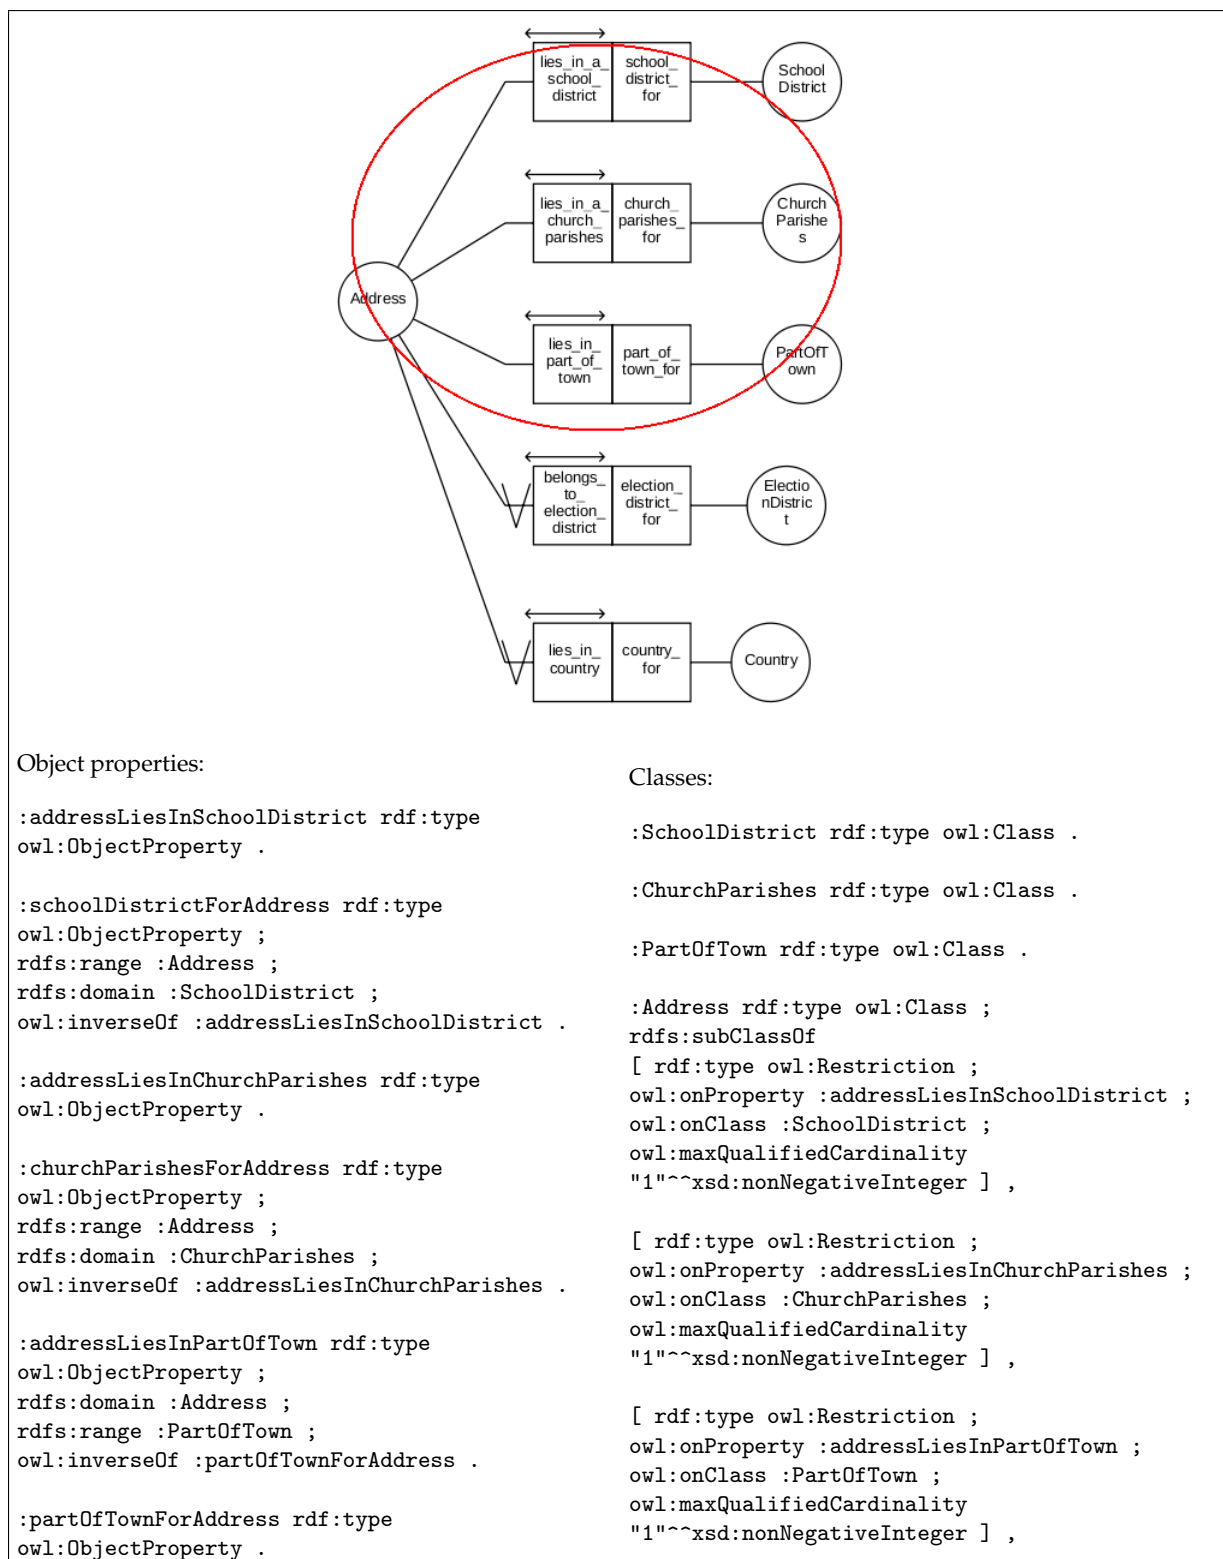 lies_in_a_
school_
district
school_
district_
for
School
District
lies_in_a_
church_
parishes
church_
parishes_
for
Church
Parishe
s
Address
lies_in_
part_of_
town
part_of_
town_for
PartOfT
own
belongs_
to_
election_
district
election_
district_
for
Electio
nDistric
t
lies_in_
country
country_
for
Country
Object properties:
:addressLiesInSchoolDistrict rdf:type
owl:ObjectProperty .
:schoolDistrictForAddress rdf:type
owl:ObjectProperty ;
rdfs:range :Address ;
rdfs:domain :SchoolDistrict ;
owl:inverseOf :addressLiesInSchoolDistrict .
:addressLiesInChurchParishes rdf:type
owl:ObjectProperty .
:churchParishesForAddress rdf:type
owl:ObjectProperty ;
rdfs:range :Address ;
rdfs:domain :ChurchParishes ;
owl:inverseOf :addressLiesInChurchParishes .
:addressLiesInPartOfTown rdf:type
owl:ObjectProperty ;
rdfs:domain :Address ;
rdfs:range :PartOfTown ;
owl:inverseOf :partOfTownForAddress .
:partOfTownForAddress rdf:type
owl:ObjectProperty .
Classes:
:SchoolDistrict rdf:type owl:Class .
:ChurchParishes rdf:type owl:Class .
:PartOfTown rdf:type owl:Class .
:Address rdf:type owl:Class ;
rdfs:subClassOf
[ rdf:type owl:Restriction ;
owl:onProperty :addressLiesInSchoolDistrict ;
owl:onClass :SchoolDistrict ;
owl:maxQualifiedCardinality
"1"^^xsd:nonNegativeInteger ] ,
[ rdf:type owl:Restriction ;
owl:onProperty :addressLiesInChurchParishes ;
owl:onClass :ChurchParishes ;
owl:maxQualifiedCardinality
"1"^^xsd:nonNegativeInteger ] ,
[ rdf:type owl:Restriction ;
owl:onProperty :addressLiesInPartOfTown ;
owl:onClass :PartOfTown ;
owl:maxQualifiedCardinality
"1"^^xsd:nonNegativeInteger ] ,